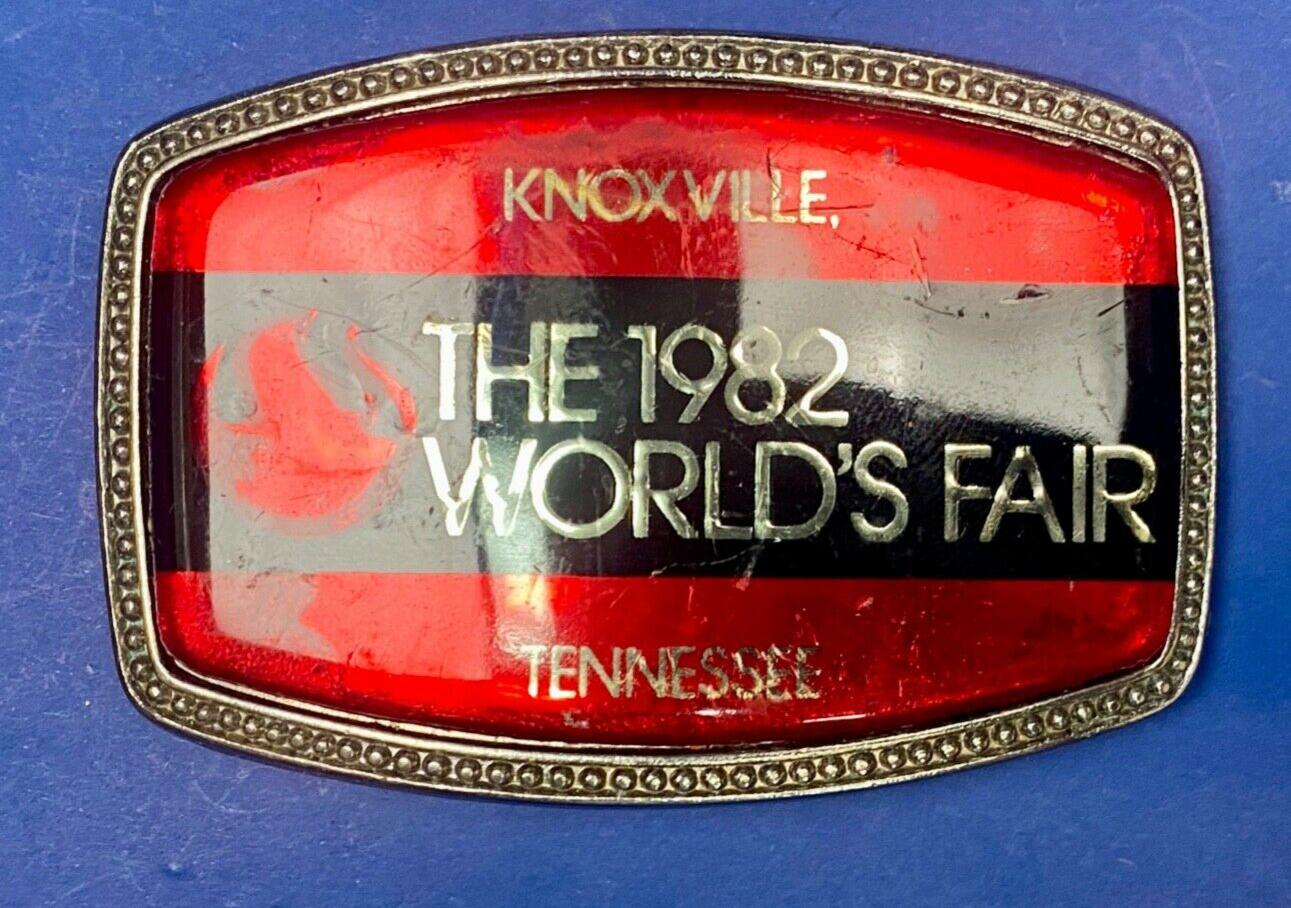 KNOXVILLE,
THE 1982
WORLD'S FAIR
TENNESSEE